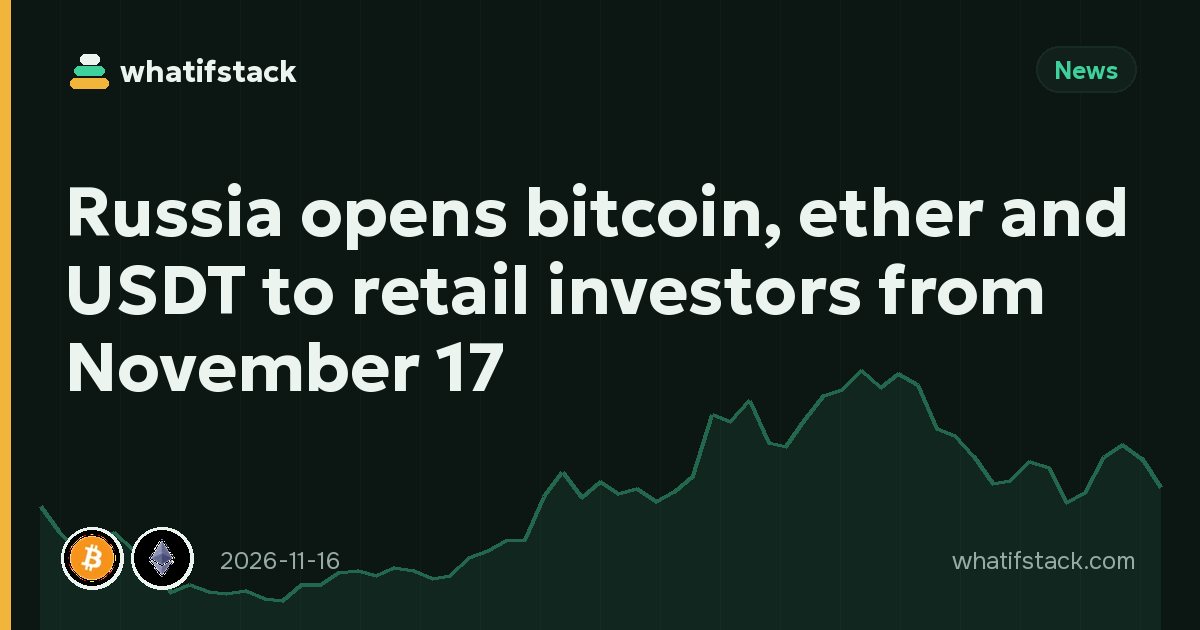 whatifstack
News
Russia opens bitcoin, ether and
USDT to retail investors from
November 17
2026-11-16
whatifstack.com